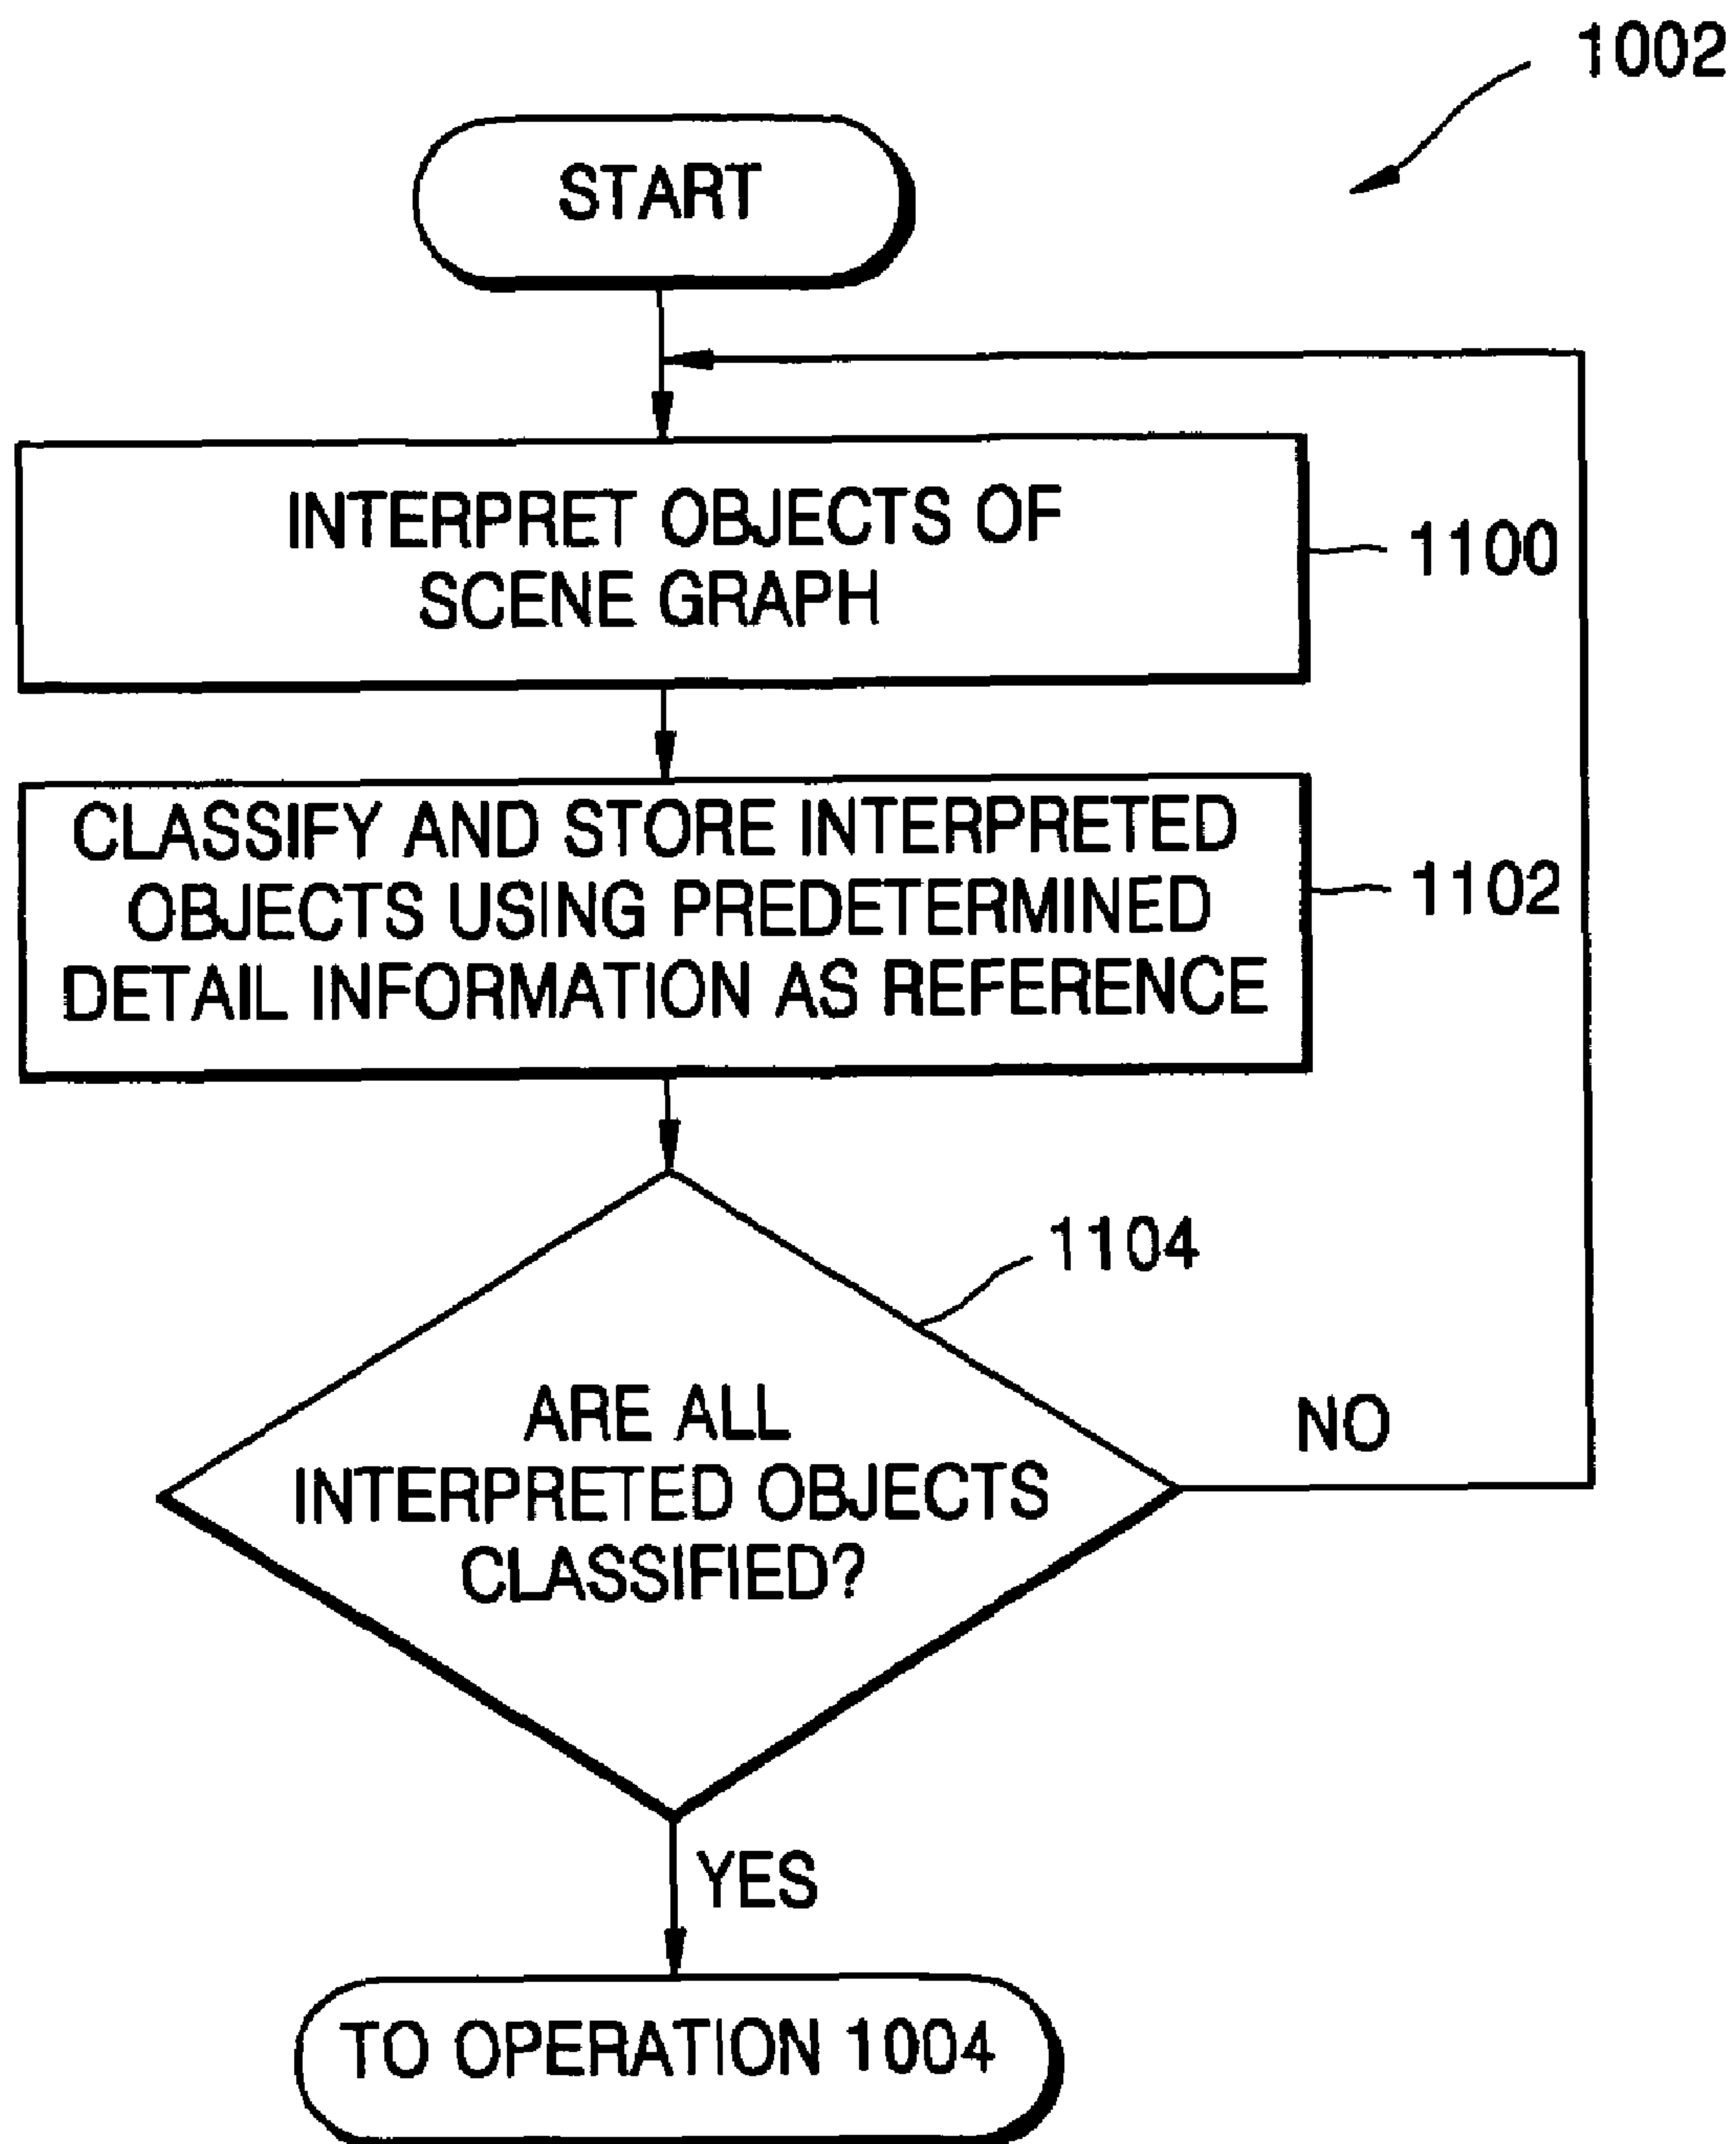 1002
START
INTERPRET OBJECTS OF
SCENE GRAPH
1100
CLASSIFY AND STORE INTERPRETED
OBJECTS USING PREDETERMINED
DETAIL INFORMATION AS REFERENCE
1102
1104
ARE ALL
INTERPRETED OBJECTS
CLASSIFIED?
NO
YES
TO OPERATION 1004